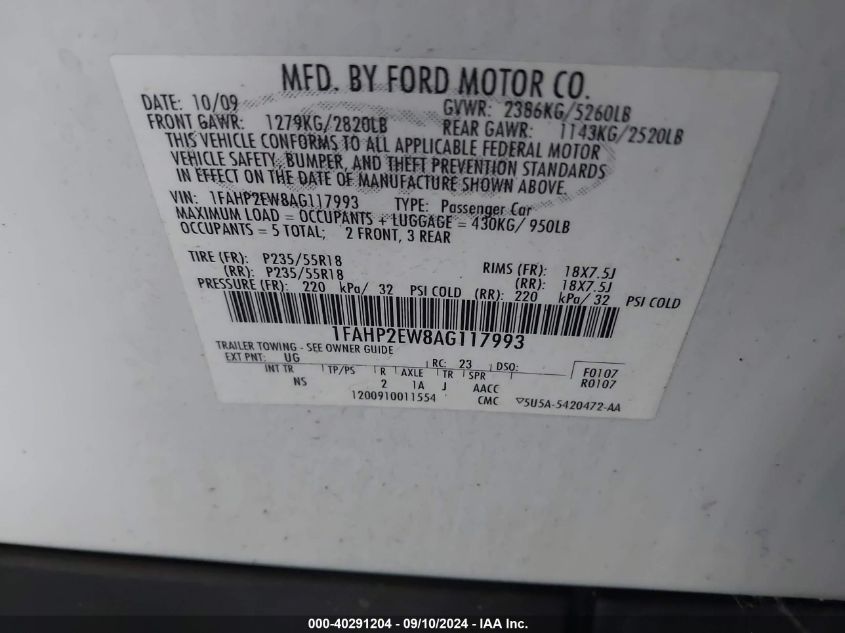 MFD. BY FORD MOTOR CO.
DATE: 10/09 GVWR: 2386KG/5260LB
FRONT GAWR: 1279KG/2820LB REAR GAWR: 1143KG/2520LB
THIS VEHICLE CONFORMS TO ALL APPLICABLE FEDERAL MOTOR
VEHICLE SAFETY, BUMPER, AND THEFT PREVENTION STANDARDS
IN EFFECT ON THE DATE OF MANUFACTURE SHOWN ABOVE.
VIN: 1FAHP2EW8AG117993 TYPE: Passenger Car
MAXIMUM LOAD = OCCUPANTS + LUGGAGE = 430KG/ 950LB
OCCUPANTS = 5 TOTAL; 2 FRONT, 3 REAR
TIRE (FR): P235/55R18 RIMS (FR): 18X7.5J
(RR): P235/55R18 (RR): 18X7.5J
PRESSURE (FR): 220 kPa/ 32 PSI COLD (RR): 220 kPa/ 32 PSI COLD
1FAHP2EW8AG117993
TRAILER TOWING - SEE OWNER GUIDE
EXT PNT: UG RC: 23 DSO: F0107
INT TR TP/PS R AXLE TR SPR R0107
NS 2 1A J AACC
1200910011554 CMC ▽5U5A-5420472-AA
000-40291204 - 09/10/2024 - IAA Inc.